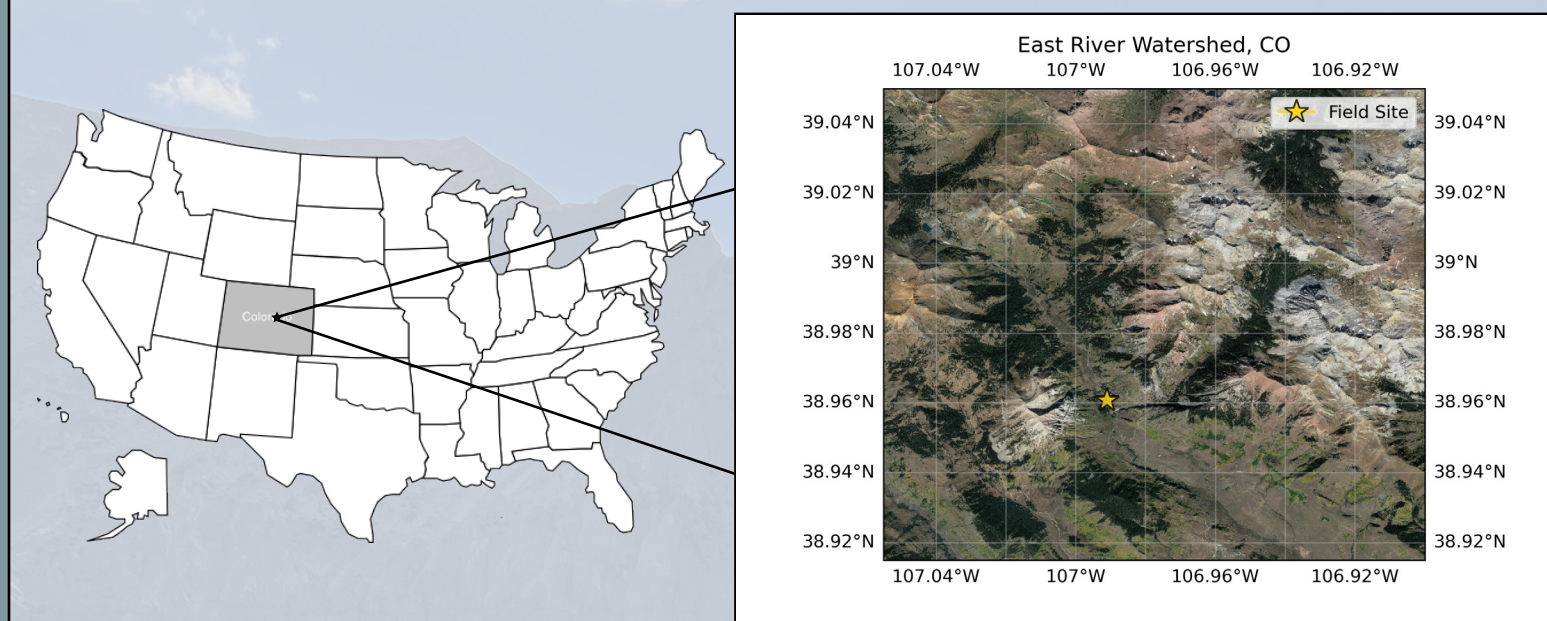 East River Watershed, CO
107.04°W 107°W 106.96°W 106.92°W
Field Site
39.04°N 39.04°N
39.02°N 39.02°N
39°N 39°N
38.98°N 38.98°N
38.96°N 38.96°N
38.94°N 38.94°N
38.92°N 38.92°N
107.04°W 107°W 106.96°W 106.92°W